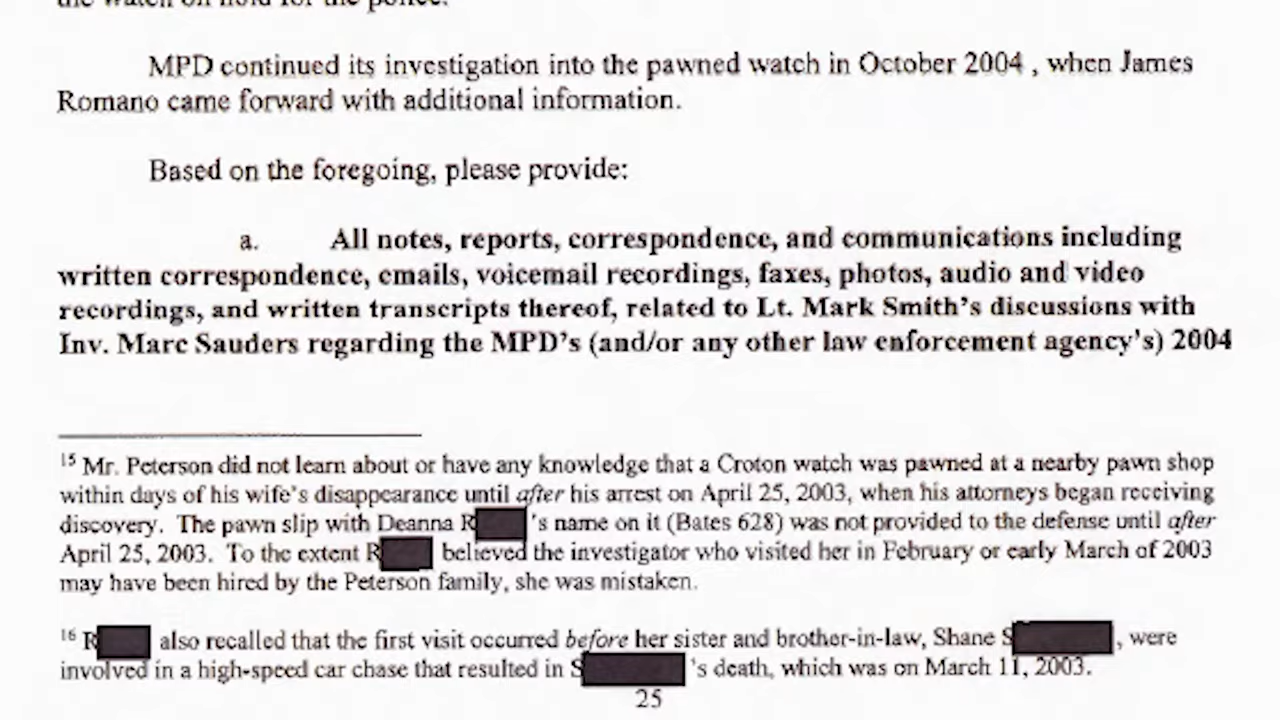 the watch on hold for the police.
MPD continued its investigation into the pawned watch in October 2004 , when James
Romano came forward with additional information.
Based on the foregoing, please provide:
a. All notes, reports, correspondence, and communications including
written correspondence, emails, voicemail recordings, faxes, photos, audio and video
recordings, and written transcripts thereof, related to Lt. Mark Smith's discussions with
Inv. Marc Sauders regarding the MPD's (and/or any other law enforcement agency's) 2004
15 Mr. Peterson did not learn about or have any knowledge that a Croton watch was pawned at a nearby pawn shop
within days of his wife's disappearance until after his arrest on April 25, 2003, when his attorneys began receiving
discovery. The pawn slip with Deanna R 's name on it (Bates 628) was not provided to the defense until after
April 25, 2003. To the extent R believed the investigator who visited her in February or early March of 2003
may have been hired by the Peterson family, she was mistaken.
16 R also recalled that the first visit occurred before her sister and brother-in-law, Shane S , were
involved in a high-speed car chase that resulted in S 's death, which was on March 11, 2003.
25